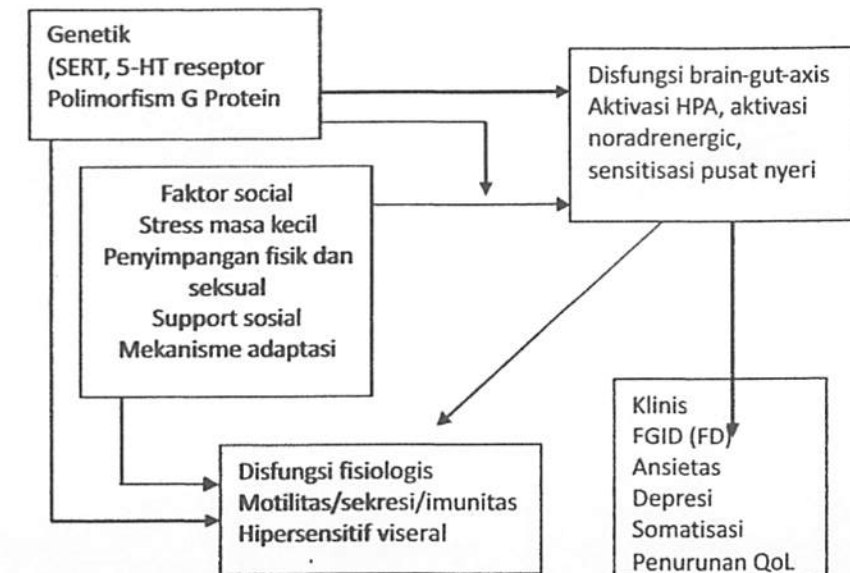 Genetik
(SERT, 5-HT reseptor
Polimorfism G Protein
Disfungsi brain-gut-axis
Aktivasi HPA, aktivasi
noradrenergic,
sensitisasi pusat nyeri
Faktor social
Stress masa kecil
Penyimpangan fisik dan
seksual
Support sosial
Mekanisme adaptasi
Disfungsi fisiologis
Motilitas/sekresi/imunitas
Hipersensitif viseral
Klinis
FGID (FD)
Ansietas
Depresi
Somatisasi
Penurunan QoL